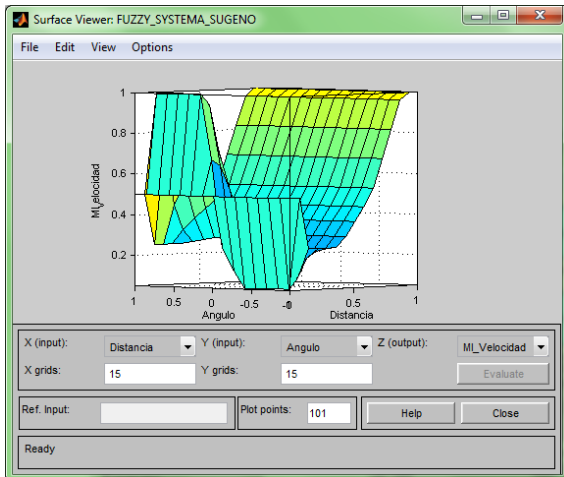 Surface Viewer: FUZZY_SYSTEMA_SUGENO
File Edit View Options
1
0.8
0.6
0.4
0.2
MI_velocidad
1 0.5 0 -0.5 0.5 1
Angulo Distancia
X (input): Distancia Y (input): Angulo Z (output): MI_Velocidad
X grids: 15 Y grids: 15 Evaluate
Ref. Input: Plot points: 101 Help Close
Ready